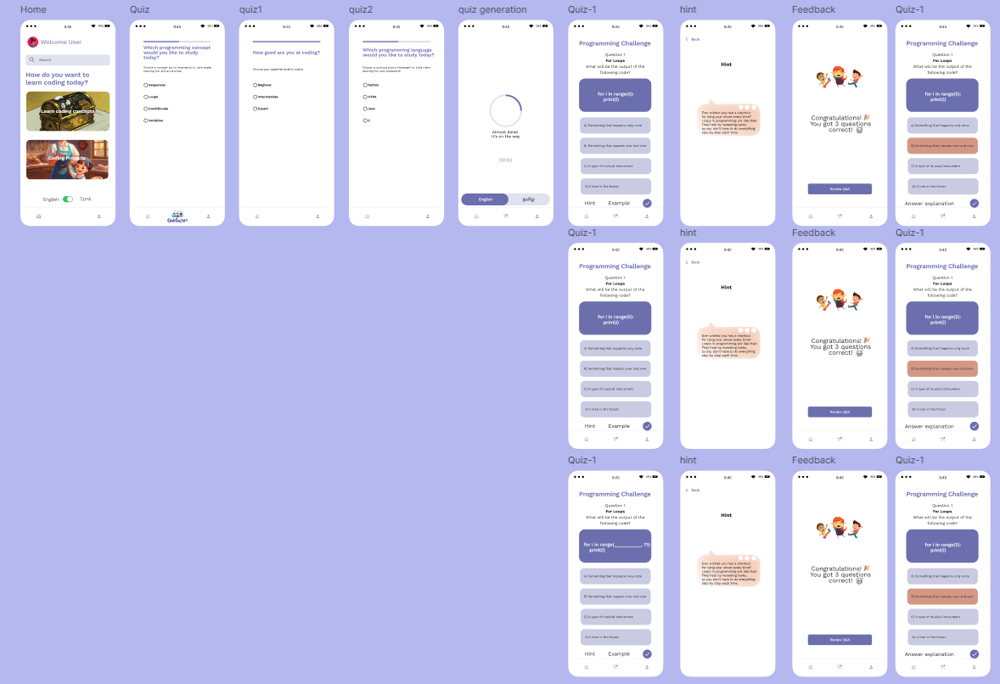 Home
Quiz
quiz1
quiz2
quiz generation
Quiz-1
hint
Feedback
Quiz-1
9:45
Welcome User
Search
How do you want to
learn coding today?
Learn coding concepts
Coding Projects
English
Tamil
9:45
Which programming concept
would you like to study
today?
Choose a concept you're interested in. Let's make
learning fun and productive!
Sequences
Loops
Conditionals
Variables
CodeSafari
9:45
How good are you at coding?
Choose your expertise level in coding
Beginner
Intermediate
Expert
9:45
Which programming language
would you like to study today?
Choose a concept you're interested in. Let's make
learning fun and productive!
Python
HTML
Java
C
9:45
Almost done!
It's on the way
00:53
English
தமிழ்
9:45
Programming Challenge
Question 1
For Loops
What will be the output of the
following code?
for i in range(5):
print(i)
A) Something that happens only once
B) Something that repeats over and over
C) A type of musical instrument
D) A tree in the forest
Hint
Example
9:45
Back
Hint
Ever wished you had a shortcut
for tying your shoes every time?
Loops in programming are like that!
They help by repeating tasks,
so you don't have to do everything
step by step each time.
9:45
Congratulations! 🎉
You got 3 questions
correct!
Review Q&A
9:45
Programming Challenge
Question 1
For Loops
What will be the output of the
following code?
for i in range(5):
print(i)
A) Something that happens only once
B) Something that repeats over and over
C) A type of musical instrument
D) A tree in the forest
Answer explanation
Quiz-1
hint
Feedback
Quiz-1
9:45
Programming Challenge
Question 1
For Loops
What will be the output of the
following code?
for i in range(5):
print(i)
A) Something that happens only once
B) Something that repeats over and over
C) A type of musical instrument
D) A tree in the forest
Hint
Example
9:45
Back
Hint
Ever wished you had a shortcut
for tying your shoes every time?
Loops in programming are like that!
They help by repeating tasks,
so you don't have to do everything
step by step each time.
9:45
Congratulations! 🎉
You got 3 questions
correct!
Review Q&A
9:45
Programming Challenge
Question 1
For Loops
What will be the output of the
following code?
for i in range(5):
print(i)
A) Something that happens only once
B) Something that repeats over and over
C) A type of musical instrument
D) A tree in the forest
Answer explanation
Quiz-1
hint
Feedback
Quiz-1
9:45
Programming Challenge
Question 1
For Loops
What will be the output of the
following code?
for i in range(__________, 11):
print(i)
A) Something that happens only once
B) Something that repeats over and over
C) A type of musical instrument
D) A tree in the forest
Hint
Example
9:45
Back
Hint
Ever wished you had a shortcut
for tying your shoes every time?
Loops in programming are like that!
They help by repeating tasks,
so you don't have to do everything
step by step each time.
9:45
Congratulations! 🎉
You got 3 questions
correct!
Review Q&A
9:45
Programming Challenge
Question 1
For Loops
What will be the output of the
following code?
for i in range(5):
print(i)
A) Something that happens only once
B) Something that repeats over and over
C) A type of musical instrument
D) A tree in the forest
Answer explanation